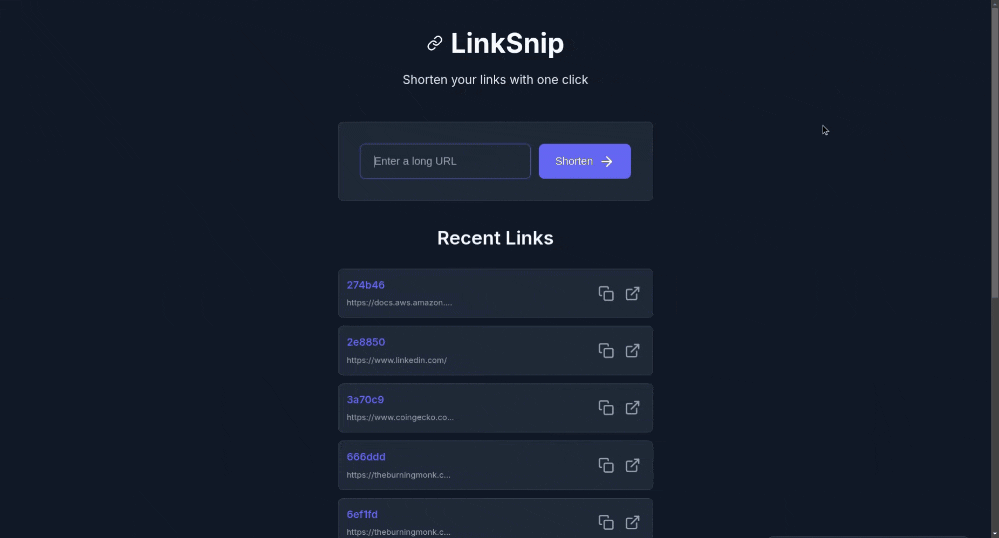 LinkSnip
Shorten your links with one click
Enter a long URL
Shorten
Recent Links
274b46
https://docs.aws.amazon....
2e8850
https://www.linkedin.com/
3a70c9
https://www.coingecko.co...
666ddd
https://theburningmonk.c...
6ef1fd
https://theburningmonk.c...